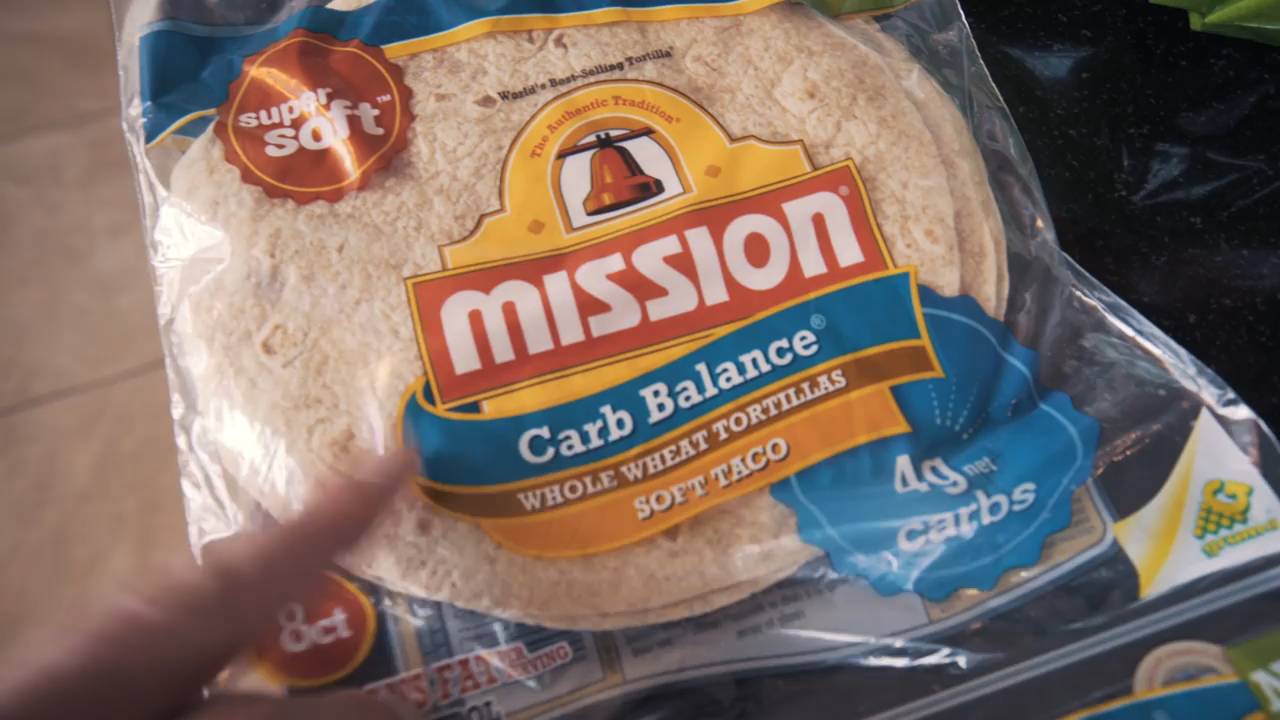 World's Best-Selling Tortilla
super
soft™
The Authentic Tradition®
MISSION®
Carb Balance®
WHOLE WHEAT TORTILLAS
SOFT TACO
4g net
carbs
G
8ct